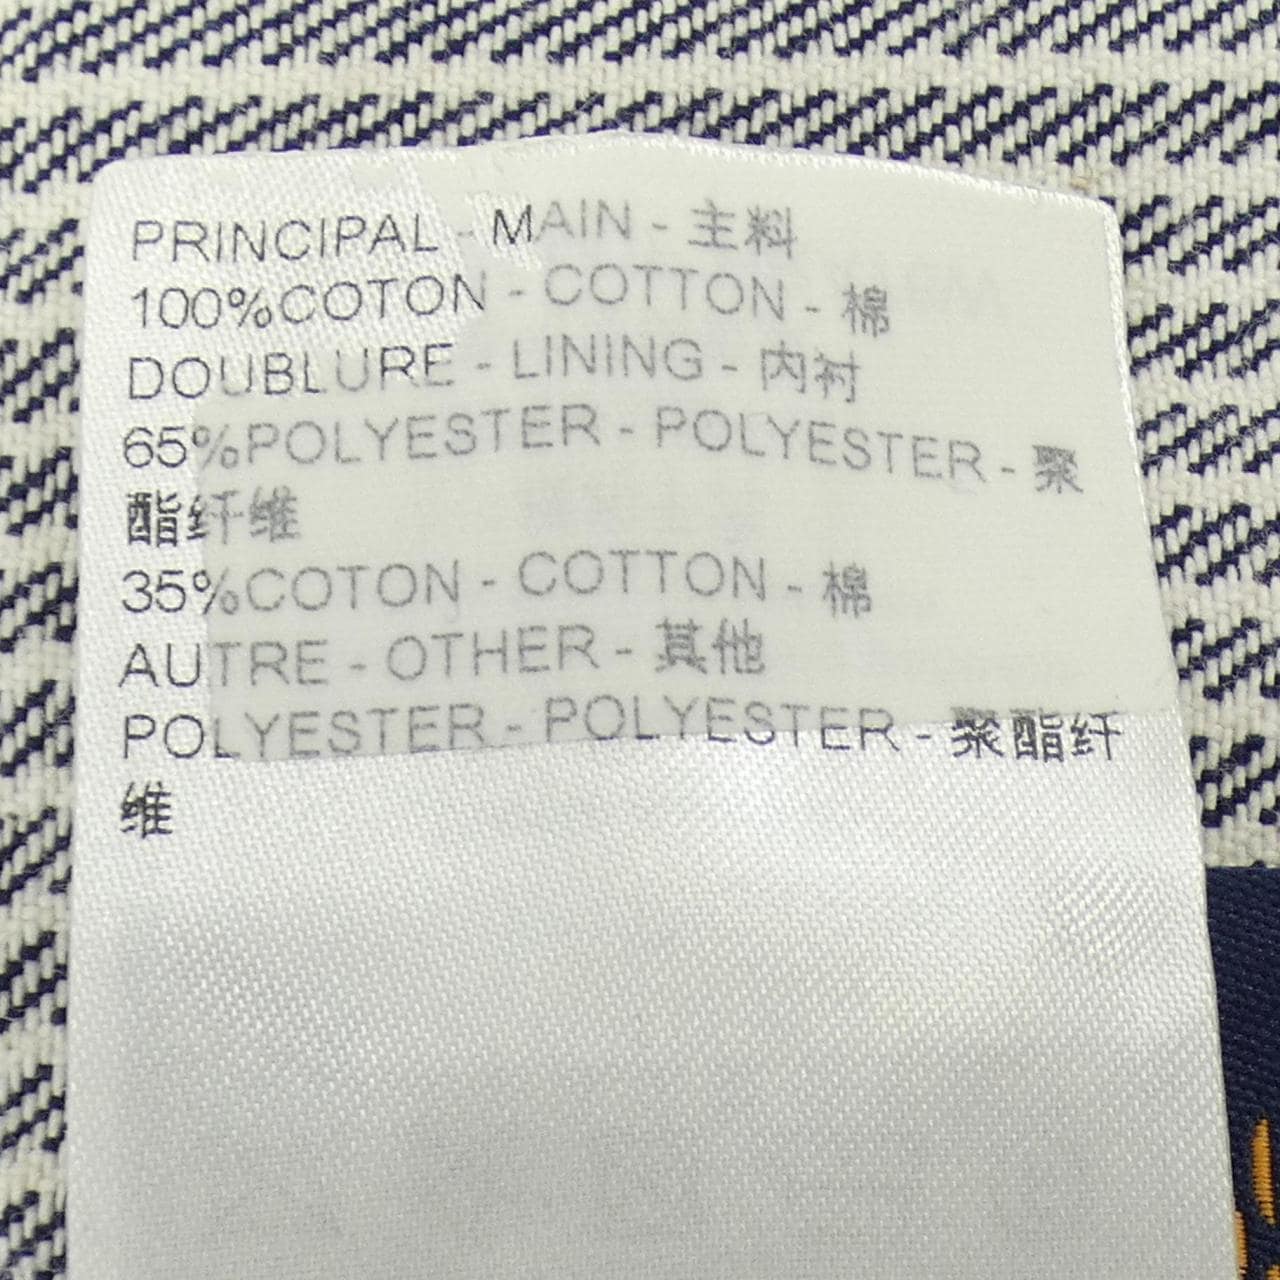 PRINCIPAL - MAIN - 主料
100%COTON - COTTON - 棉
DOUBLURE - LINING - 内衬
65%POLYESTER - POLYESTER - 聚
酯纤维
35%COTON - COTTON - 棉
AUTRE - OTHER - 其他
POLYESTER - POLYESTER - 聚酯纤
维